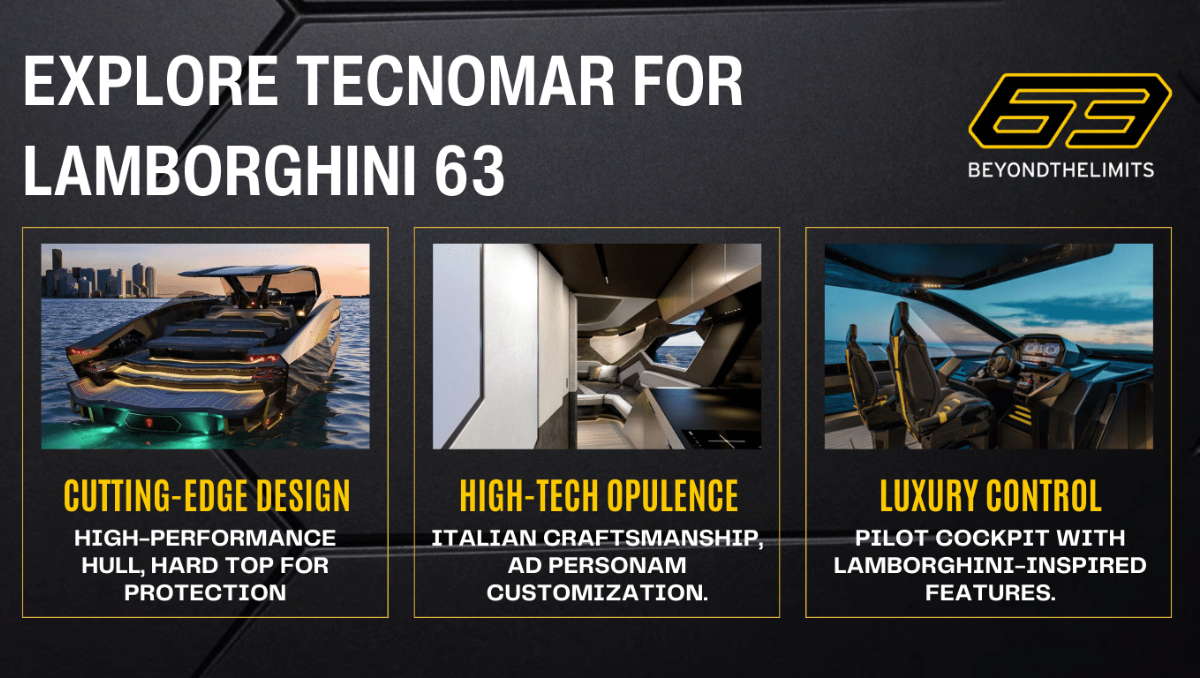 EXPLORE TECNOMAR FOR
LAMBORGHINI 63
63
BEYONDTHELIMITS
CUTTING-EDGE DESIGN
HIGH-PERFORMANCE
HULL, HARD TOP FOR
PROTECTION
HIGH-TECH OPULENCE
ITALIAN CRAFTSMANSHIP,
AD PERSONAM
CUSTOMIZATION.
LUXURY CONTROL
PILOT COCKPIT WITH
LAMBORGHINI-INSPIRED
FEATURES.